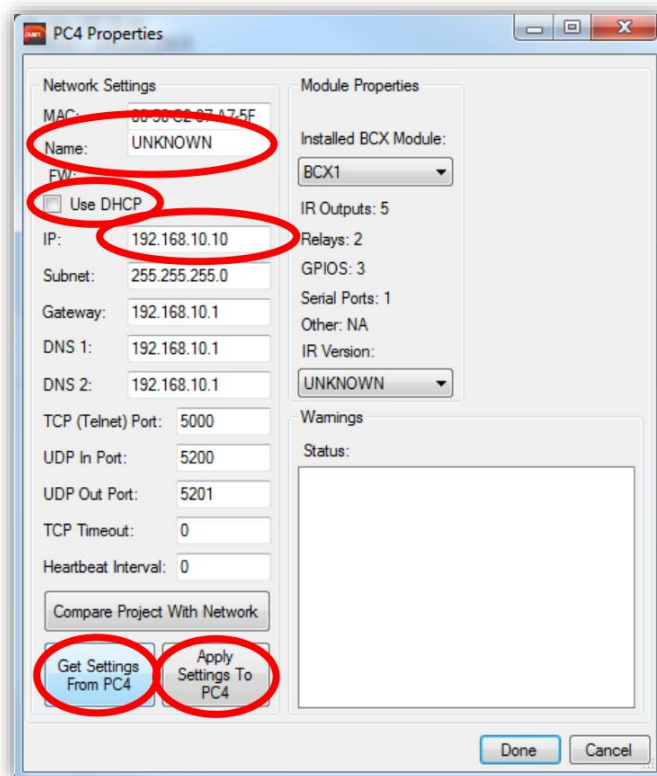 PC4 Properties
Network Settings
MAC:
Name: UNKNOWN
FW:
Use DHCP
IP: 192.168.10.10
Subnet: 255.255.255.0
Gateway: 192.168.10.1
DNS 1: 192.168.10.1
DNS 2: 192.168.10.1
TCP (Telnet) Port: 5000
UDP In Port: 5200
UDP Out Port: 5201
TCP Timeout: 0
Heartbeat Interval: 0
Compare Project With Network
Get Settings
From PC4
Apply
Settings To
PC4
Module Properties
Installed BCX Module:
BCX1
IR Outputs: 5
Relays: 2
GPIOS: 3
Serial Ports: 1
Other: NA
IR Version:
UNKNOWN
Warnings
Status:
Done
Cancel